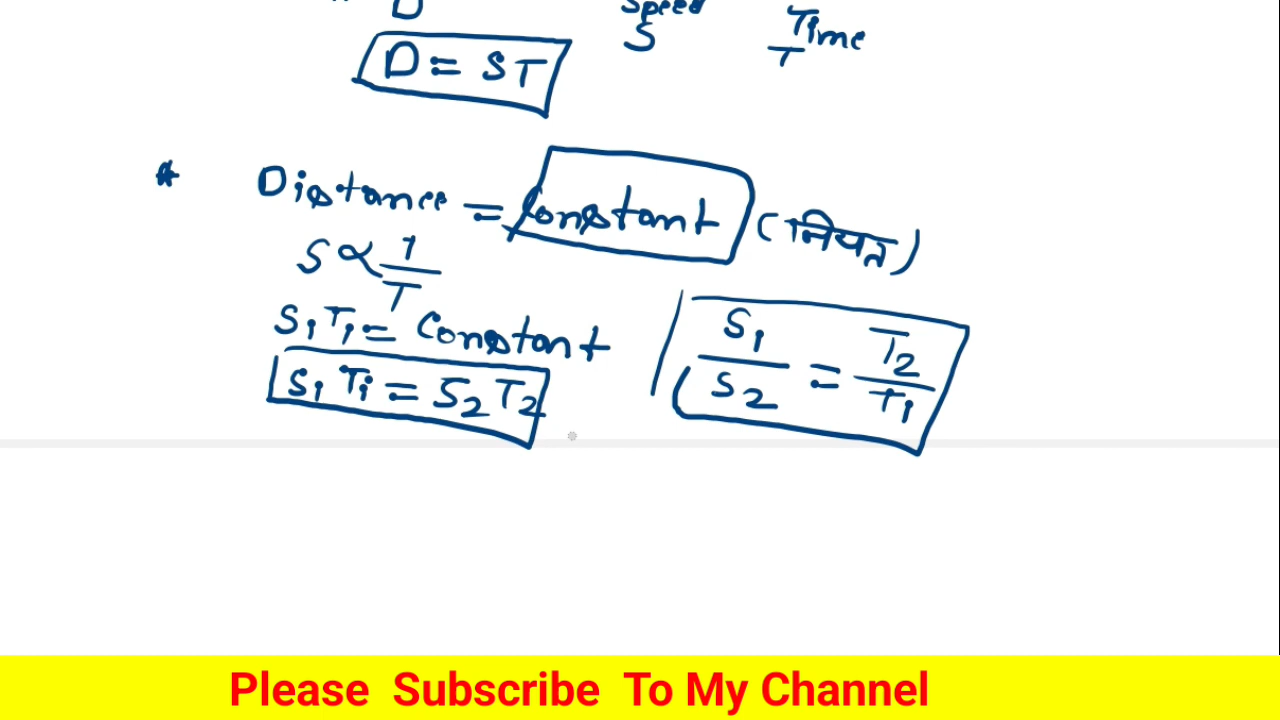 D Speed Time
S T
D = ST
* Distance = Constant (नियत)
S ∝ 1/T
S₁T₁ = Constant
S₁T₁ = S₂T₂
S₁/S₂ = T₂/T₁
Please Subscribe To My Channel